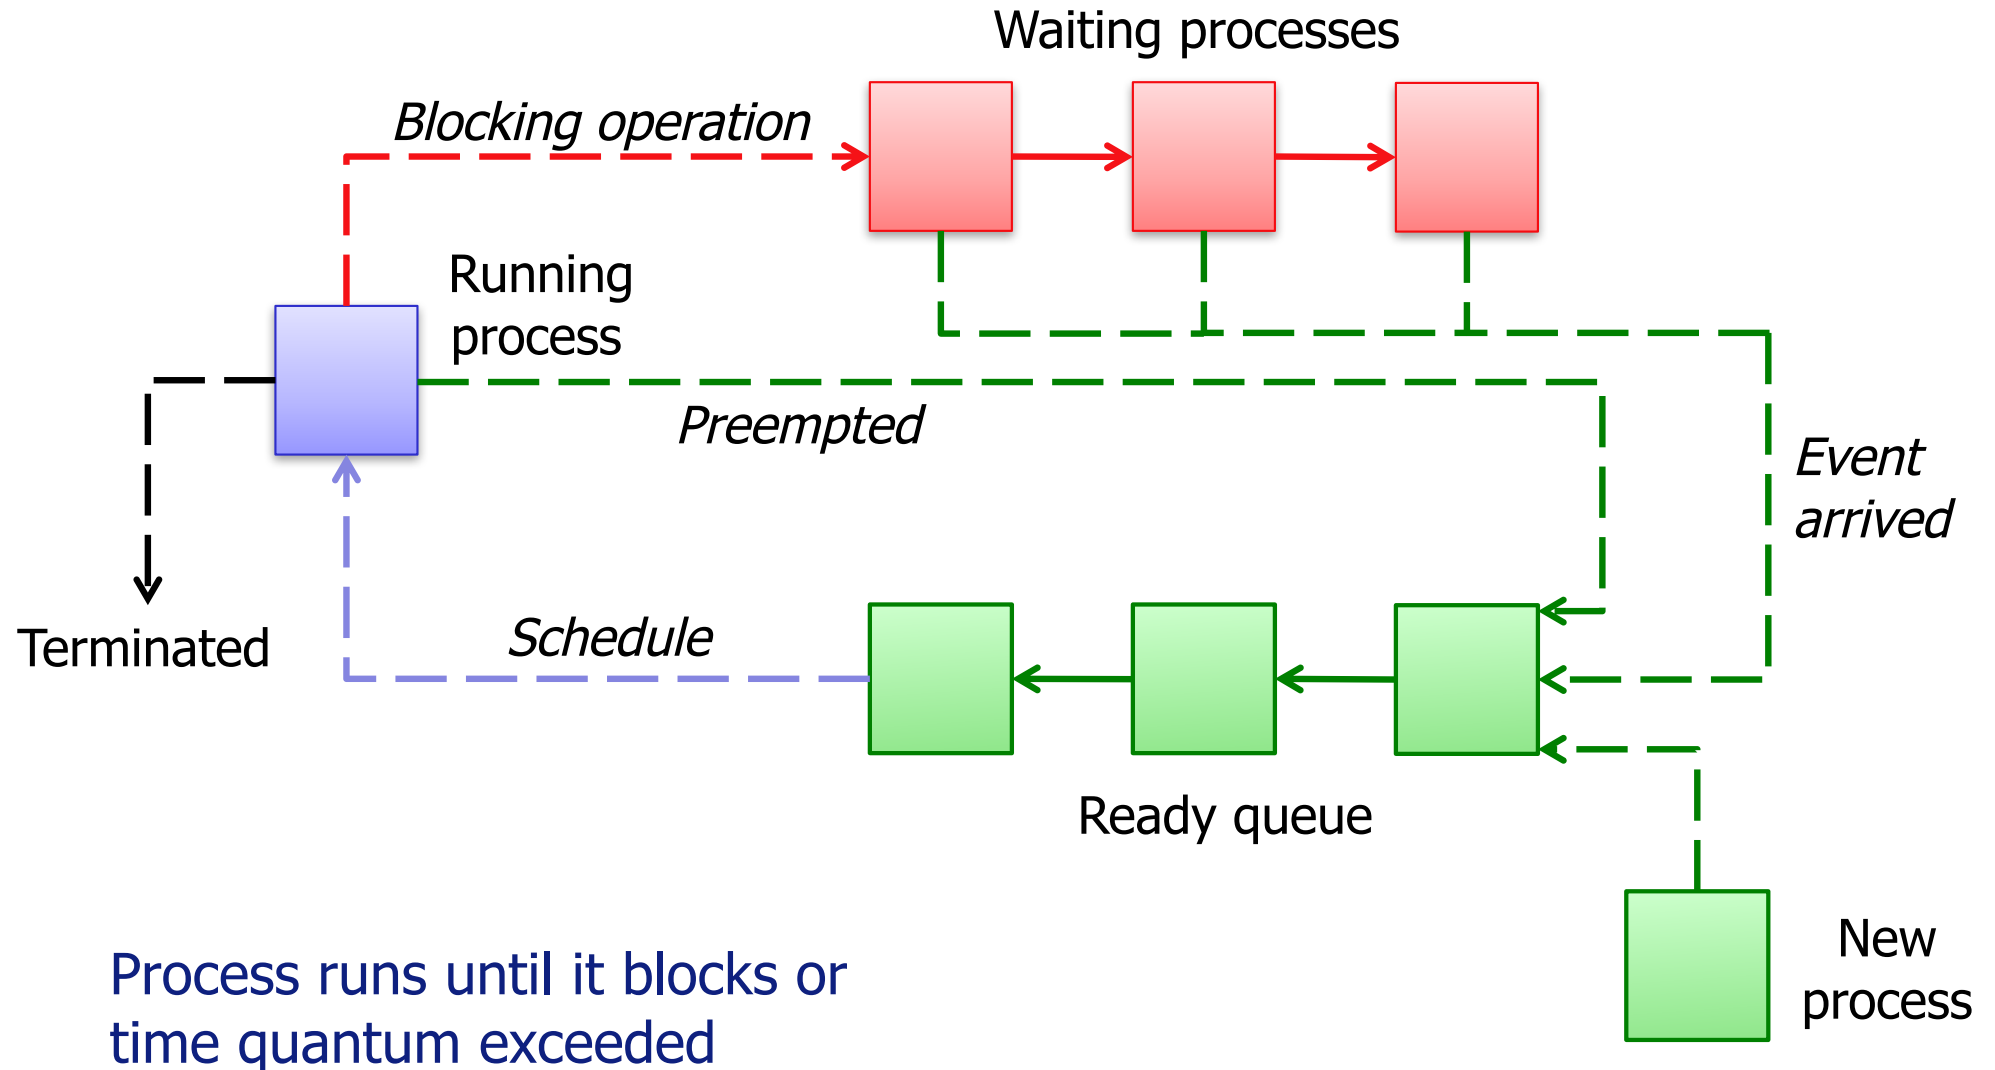 Waiting processes
Blocking operation
Running
process
Preempted
Event
arrived
Schedule
Terminated
Ready queue
New
process
Process runs until it blocks or
time quantum exceeded